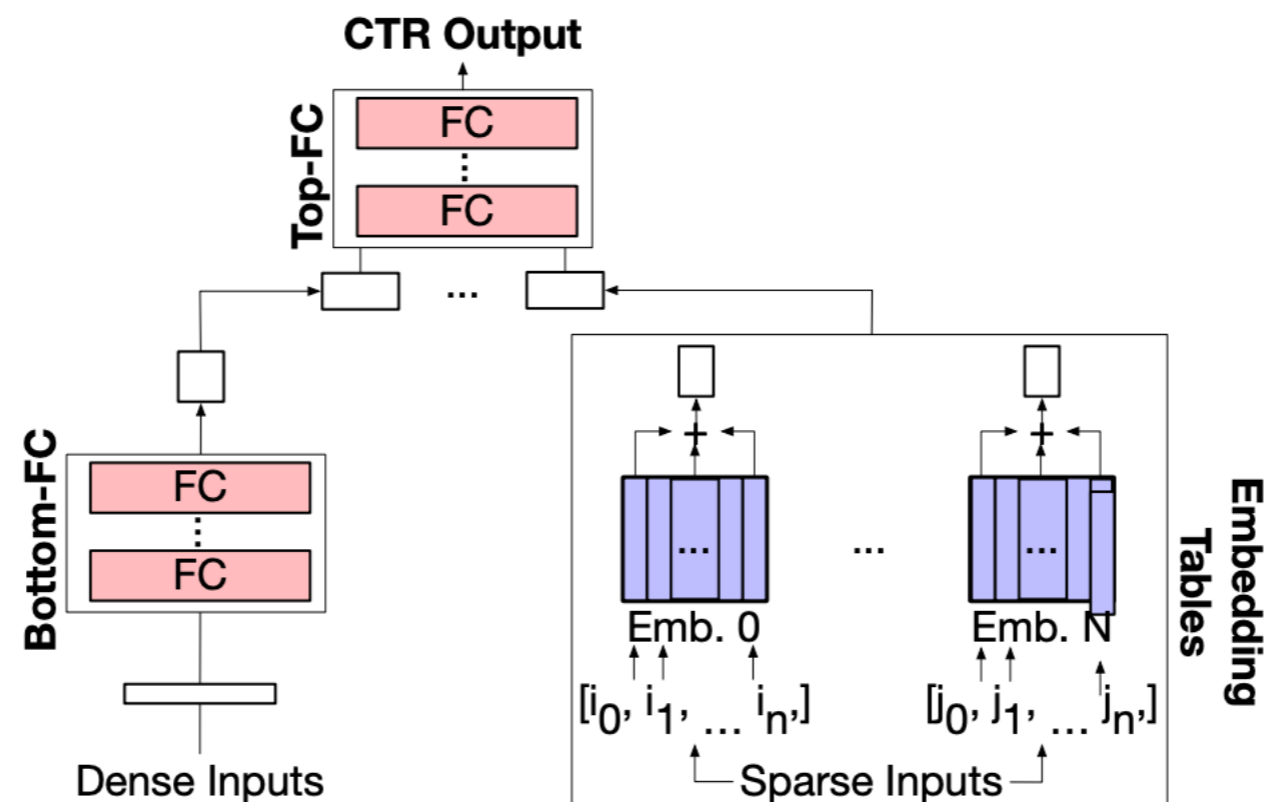 CTR Output
Top-FC
FC
⋮
FC
...
Bottom-FC
FC
⋮
FC
Dense Inputs
+
+
...
...
...
Emb. 0
Emb. N
[i0, i1, ... in,]
[j0, j1, ... jn,]
Sparse Inputs
Embedding
Tables